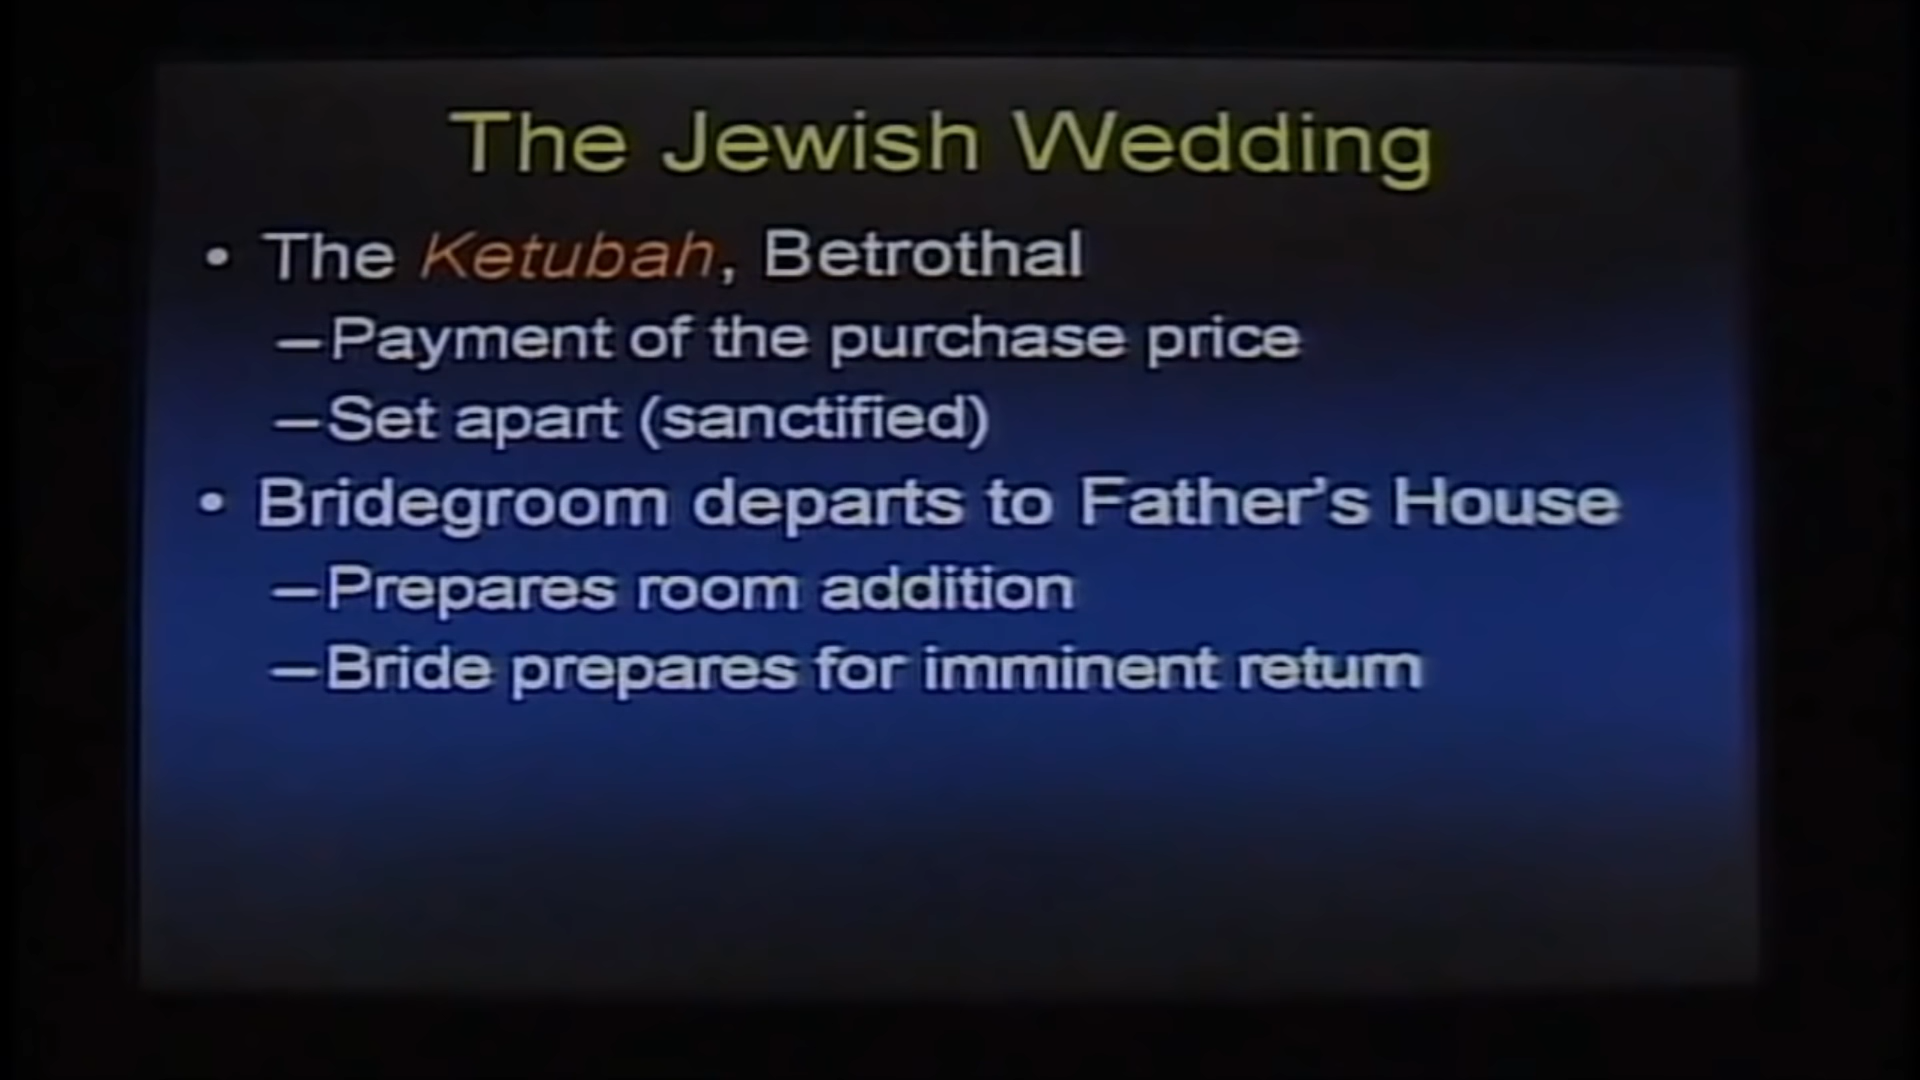 The Jewish Wedding
• The Ketubah, Betrothal
–Payment of the purchase price
–Set apart (sanctified)
• Bridegroom departs to Father's House
–Prepares room addition
–Bride prepares for imminent return